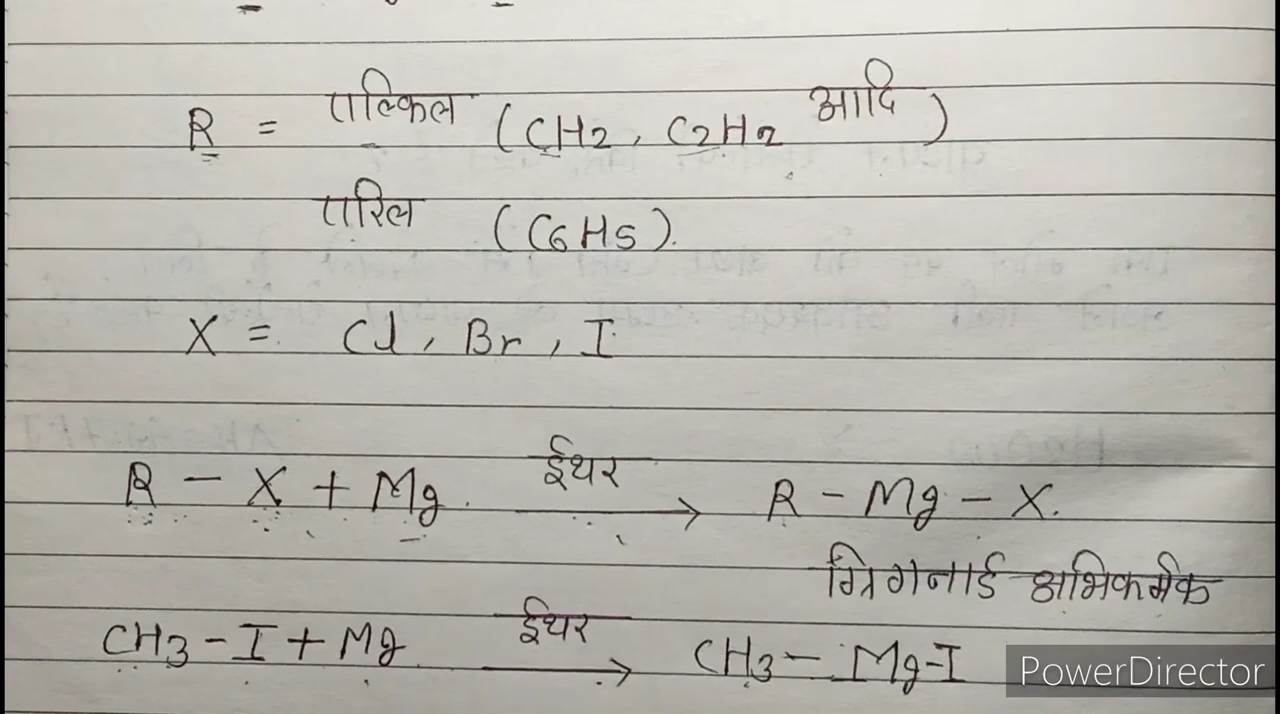 R = एल्किल (CH2, C2H2 आदि)
एरिल (C6H5).
X = Cl, Br, I
R - X + Mg ईथर → R - Mg - X.
ग्रिगनार्ड अभिकर्मक
CH3 - I + Mg ईथर → CH3 - Mg-I
PowerDirector